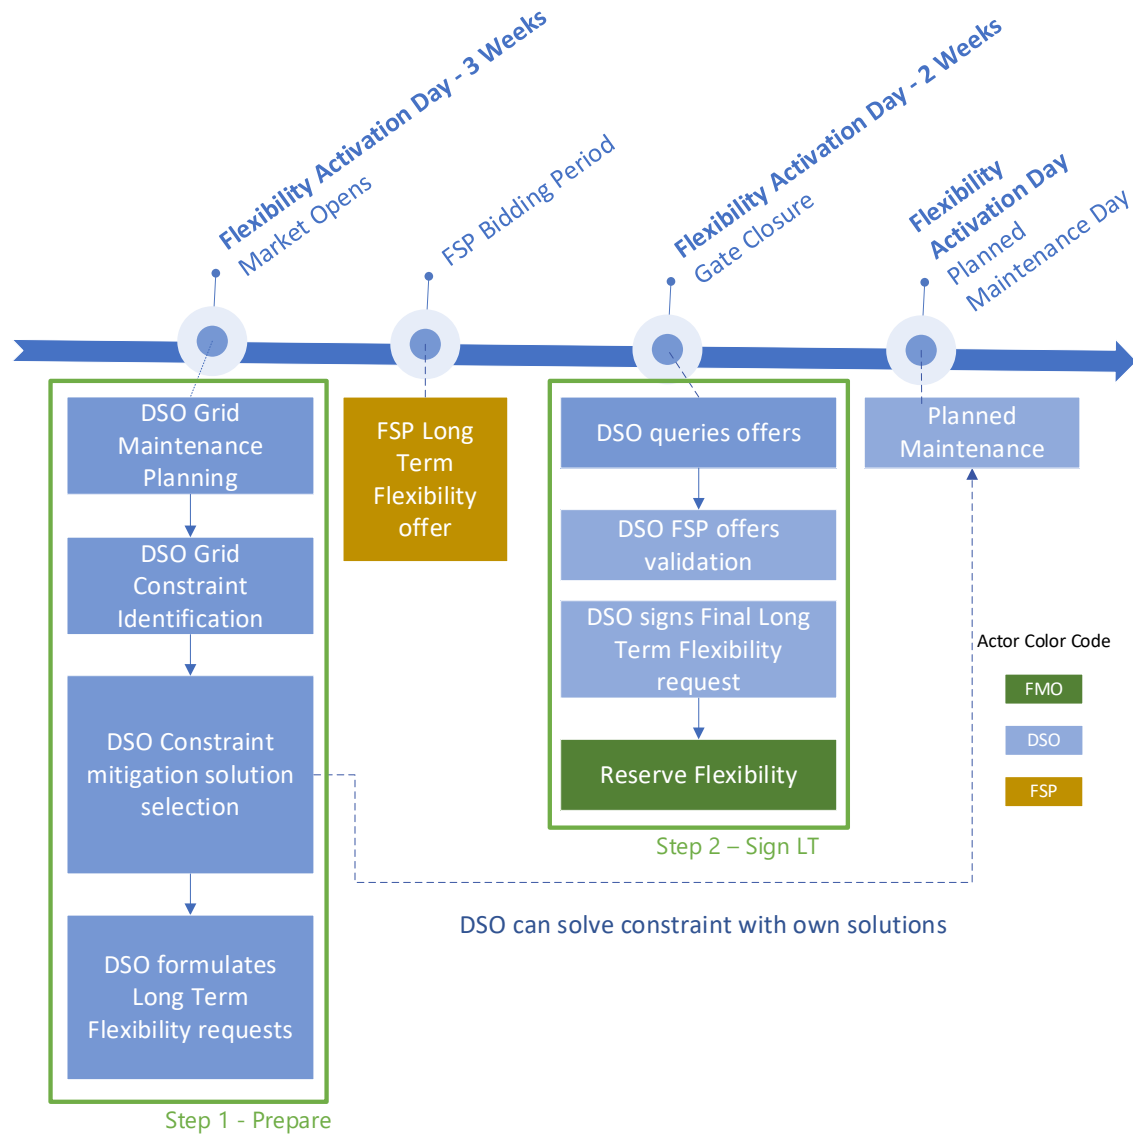 Flexibility Activation Day - 3 Weeks
Market Opens
FSP Bidding Period
Flexibility Activation Day - 2 Weeks
Gate Closure
Flexibility
Activation Day
Planned
Maintenance Day
DSO Grid
Maintenance
Planning
DSO Grid
Constraint
Identification
DSO Constraint
mitigation solution
selection
DSO formulates
Long Term
Flexibility requests
Step 1 - Prepare
FSP Long
Term
Flexibility
offer
DSO queries offers
DSO FSP offers
validation
DSO signs Final Long
Term Flexibility
request
Reserve Flexibility
Step 2 – Sign LT
Planned
Maintenance
DSO can solve constraint with own solutions
Actor Color Code
FMO
DSO
FSP